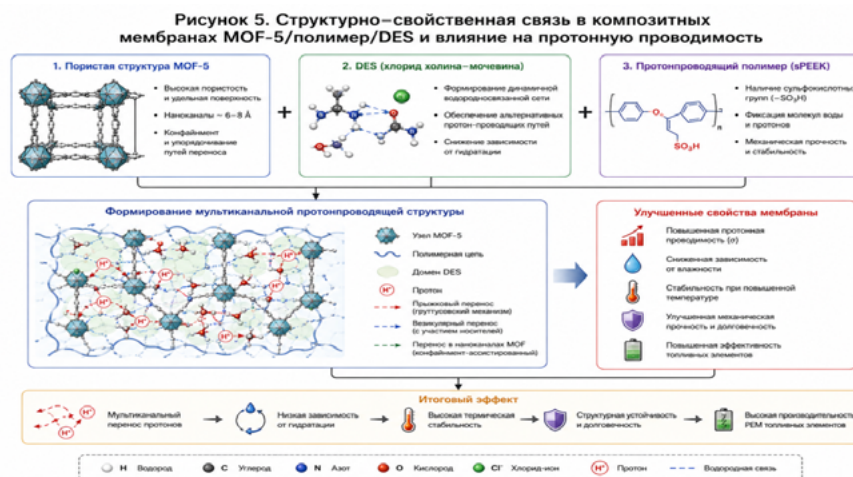 Рисунок 5. Структурно–свойственная связь в композитных
мембранах MOF-5/полимер/DES и влияние на протонную проводимость
1. Пористая структура MOF-5
• Высокая пористость
и удельная поверхность
• Наноканалы ~ 6–8 Å
• Конфайнмент
и упорядочивание
путей переноса
+
2. DES (хлорид холина–мочевина)
• Формирование динамичной
водородносвязанной сети
• Обеспечение альтернативных
протон-проводящих путей
• Снижение зависимости
от гидратации
+
3. Протонпроводящий полимер (sPEEK)
O
SO₃H
n
• Наличие сульфокислотных
групп (–SO₃H)
• Фиксация молекул воды
и протонов
• Механическая прочность
и стабильность
Формирование мультиканальной протонпроводящей структуры
H⁺
H⁺
H⁺
H⁺
H⁺
H⁺
Узел MOF-5
Полимерная цепь
Домен DES
H⁺ Протон
Прыжковый перенос
(груттусовский механизм)
Везикулярный перенос
(с участием носителей)
Перенос в наноканалах MOF
(конфайнмент-ассистированный)
Улучшенные свойства мембраны
Повышенная протонная
проводимость (σ)
Сниженная зависимость
от влажности
Стабильность при повышенной
температуре
Улучшенная механическая
прочность и долговечность
Повышенная эффективность
топливных элементов
Итоговый эффект
H⁺
H⁺
Мультиканальный
перенос протонов
Низкая зависимость
от гидратации
Высокая термическая
стабильность
Структурная устойчивость
и долговечность
Высокая производительность
PEM топливных элементов
H Водород
C Углерод
N Азот
O Кислород
Cl⁻ Хлорид-ион
H⁺ Протон
Водородная связь